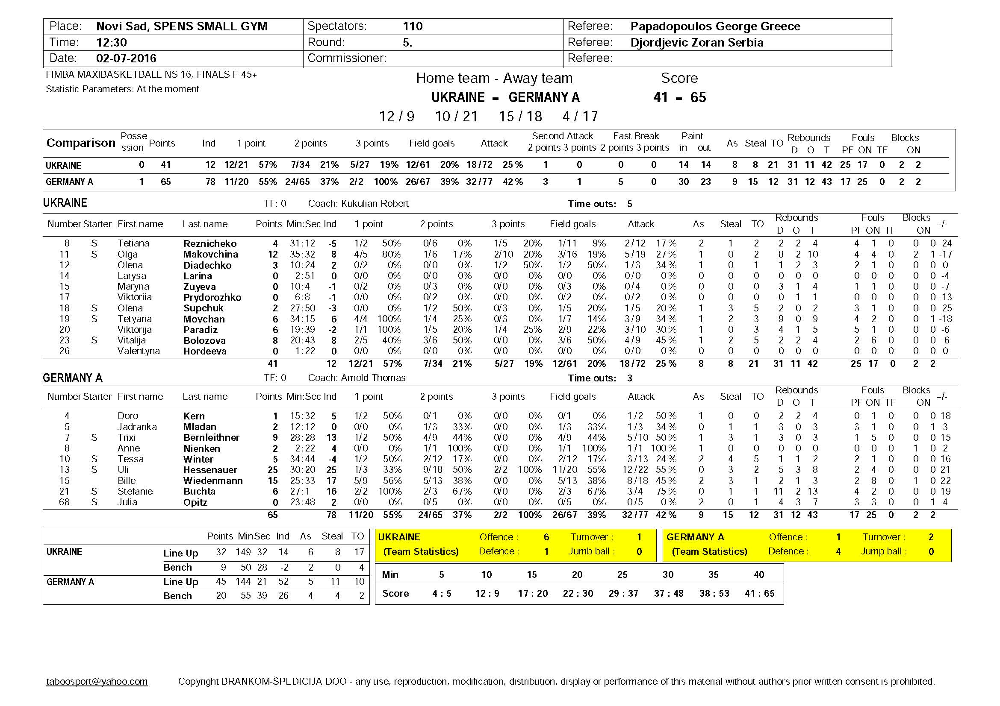 Place: Novi Sad, SPENS SMALL GYM Spectators: 110 Referee: Papadopoulos George Greece
Time: 12:30 Round: 5. Referee: Djordjevic Zoran Serbia
Date: 02-07-2016 Commissioner: Referee:
FIMBA MAXIBASKETBALL NS 16, FINALS F 45+
Statistic Parameters: At the moment
Home team - Away team Score
UKRAINE - GERMANY A 41 - 65
12 / 9 10 / 21 15 / 18 4 / 17
Comparison Posse ssion Points Ind 1 point 2 points 3 points Field goals Attack Second Attack 2 points 3 points Fast Break 2 points 3 points Paint in out As Steal TO Rebounds D O T Fouls PF ON TF Blocks ON
UKRAINE 0 41 12 12/21 57% 7/34 21% 5/27 19% 12/61 20% 18/72 25% 1 0 0 0 14 14 8 8 21 31 11 42 25 17 0 2 2
GERMANY A 1 65 78 11/20 55% 24/65 37% 2/2 100% 26/67 39% 32/77 42% 3 1 5 0 30 23 9 15 12 31 12 43 17 25 0 2 2
UKRAINE TF: 0 Coach: Kukulian Robert Time outs: 5
Number Starter First name Last name Points Min:Sec Ind 1 point 2 points 3 points Field goals Attack As Steal TO Rebounds D O T Fouls PF ON TF Blocks ON +/-
8 S Tetiana Reznicheko 4 31:12 -5 1/2 50% 0/6 0% 1/5 20% 1/11 9% 2/12 17% 2 1 2 2 2 4 4 1 0 0 0 -24
11 S Olga Makovchina 12 35:32 8 4/5 80% 1/6 17% 2/10 20% 3/16 19% 5/19 27% 1 0 2 8 2 10 4 4 0 2 1 -17
12 Olena Diadechko 3 10:24 2 0/2 0% 0/0 0% 1/2 50% 1/2 50% 1/3 34% 1 0 1 1 2 3 2 1 0 0 0 0
14 Larysa Larina 0 2:51 0 0/0 0% 0/0 0% 0/0 0% 0/0 0% 0/0 0% 0 0 0 0 0 0 0 0 0 0 0 -4
15 Maryna Zuyeva 0 10:4 -1 0/2 0% 0/3 0% 0/0 0% 0/3 0% 0/4 0% 0 0 0 3 1 4 1 1 0 0 0 -7
17 Viktoriia Prydorozhko 0 6:8 -1 0/0 0% 0/2 0% 0/0 0% 0/2 0% 0/2 0% 0 0 0 0 1 1 0 0 0 0 0 -13
18 S Olena Supchuk 2 27:50 -3 0/0 0% 1/2 50% 0/3 0% 1/5 20% 1/5 20% 1 3 5 2 0 2 3 1 0 0 0 -25
19 S Tetyana Movchan 6 34:15 6 4/4 100% 1/4 25% 0/3 0% 1/7 14% 3/9 34% 1 2 3 9 0 9 4 2 0 0 1 -18
20 Viktorija Paradiz 6 19:39 -2 1/1 100% 1/5 20% 1/4 25% 2/9 22% 3/10 30% 1 0 3 4 1 5 5 1 0 0 0 -6
23 S Vitalija Bolozova 8 20:43 8 2/5 40% 3/6 50% 0/0 0% 3/6 50% 4/9 45% 1 2 5 2 2 4 2 6 0 0 0 -6
26 Valentyna Hordeeva 0 1:22 0 0/0 0% 0/0 0% 0/0 0% 0/0 0% 0/0 0% 0 0 0 0 0 0 0 0 0 0 0 0
41 12 12/21 57% 7/34 21% 5/27 19% 12/61 20% 18/72 25% 8 8 21 31 11 42 25 17 0 2 2
GERMANY A TF: 0 Coach: Arnold Thomas Time outs: 3
Number Starter First name Last name Points Min:Sec Ind 1 point 2 points 3 points Field goals Attack As Steal TO Rebounds D O T Fouls PF ON TF Blocks ON +/-
4 Doro Kern 1 15:32 5 1/2 50% 0/1 0% 0/0 0% 0/1 0% 1/2 50% 1 0 0 2 2 4 0 1 0 0 0 18
5 Jadranka Mladan 2 12:12 0 0/0 0% 1/3 33% 0/0 0% 1/3 33% 1/3 34% 0 1 1 3 0 3 3 1 0 0 1 3
7 S Trixi Bernleithner 9 28:28 13 1/2 50% 4/9 44% 0/0 0% 4/9 44% 5/10 50% 1 3 1 3 0 3 1 5 0 0 0 15
8 Anne Nienken 2 2:22 4 0/0 0% 1/1 100% 0/0 0% 1/1 100% 1/1 100% 1 0 0 0 0 0 0 0 0 1 0 2
10 S Tessa Winter 5 34:44 -4 1/2 50% 2/12 17% 0/0 0% 2/12 17% 3/13 24% 2 4 5 1 1 2 2 1 0 0 0 16
13 S Uli Hessenauer 25 30:20 25 1/3 33% 9/18 50% 2/2 100% 11/20 55% 12/22 55% 0 3 2 5 3 8 2 4 0 0 0 21
15 Bille Wiedenmann 15 25:33 17 5/9 56% 5/13 38% 0/0 0% 5/13 38% 8/18 45% 2 3 1 2 1 3 2 8 0 1 0 22
21 S Stefanie Buchta 6 27:1 16 2/2 100% 2/3 67% 0/0 0% 2/3 67% 3/4 75% 0 1 1 11 2 13 4 2 0 0 0 19
68 S Julia Opitz 0 23:48 2 0/0 0% 0/5 0% 0/0 0% 0/5 0% 0/5 0% 2 0 1 4 3 7 3 3 0 0 1 4
65 78 11/20 55% 24/65 37% 2/2 100% 26/67 39% 32/77 42% 9 15 12 31 12 43 17 25 0 2 2
Points Min Sec Ind As Steal TO
UKRAINE Line Up 32 149 32 14 6 8 17
Bench 9 50 28 -2 2 0 4
GERMANY A Line Up 45 144 21 52 5 11 10
Bench 20 55 39 26 4 4 2
UKRAINE Offence : 6 Turnover : 1
(Team Statistics) Defence : 1 Jumb ball : 0
GERMANY A Offence : 1 Turnover : 2
(Team Statistics) Defence : 4 Jump ball : 0
Min 5 10 15 20 25 30 35 40
Score 4 : 5 12 : 9 17 : 20 22 : 30 29 : 37 37 : 48 38 : 53 41 : 65
taboosport@yahoo.com Copyright BRANKOM-ŠPEDICIJA DOO - any use, reproduction, modification, distribution, display or performance of this material without authors prior written consent is prohibited.